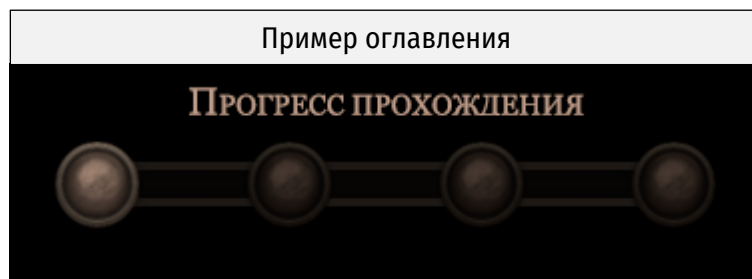 Пример оглавления
Прогресс прохождения